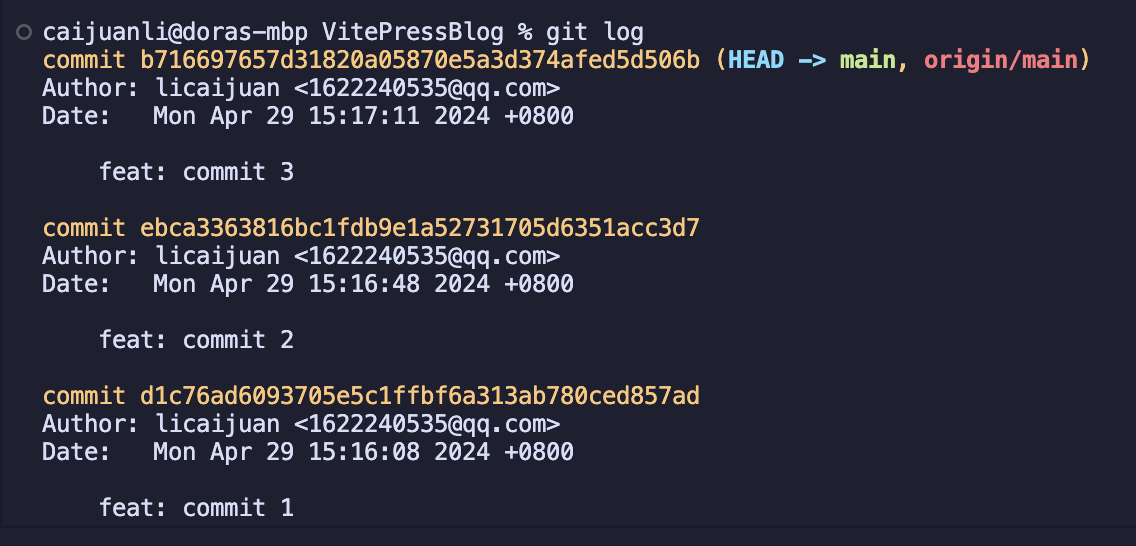 caijuanli@doras-mbp VitePressBlog % git log
commit b716697657d31820a05870e5a3d374afed5d506b (HEAD -> main, origin/main)
Author: licaijuan <1622240535@qq.com>
Date:   Mon Apr 29 15:17:11 2024 +0800
feat: commit 3
commit ebca3363816bc1fdb9e1a52731705d6351acc3d7
Author: licaijuan <1622240535@qq.com>
Date:   Mon Apr 29 15:16:48 2024 +0800
feat: commit 2
commit d1c76ad6093705e5c1ffbf6a313ab780ced857ad
Author: licaijuan <1622240535@qq.com>
Date:   Mon Apr 29 15:16:08 2024 +0800
feat: commit 1